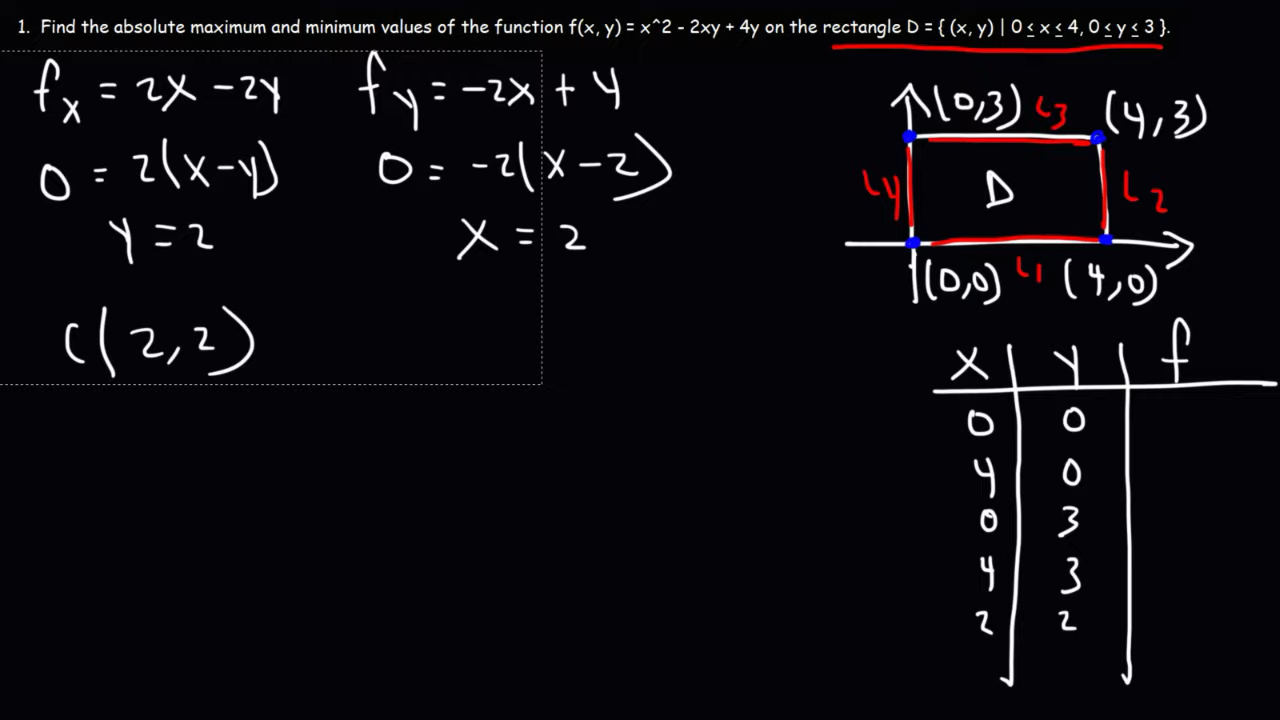 1. Find the absolute maximum and minimum values of the function f(x, y) = x^2 - 2xy + 4y on the rectangle D = { (x, y) | 0 ≤ x ≤ 4, 0 ≤ y ≤ 3 }.
fx = 2x - 2y
0 = 2(x - y)
y = 2
fy = -2x + 4
0 = -2(x - 2)
x = 2
C(2,2)
(0,3) L3 (4,3)
L4 D L2
(0,0) L1 (4,0)
x y f
0 0
4 0
0 3
4 3
2 2